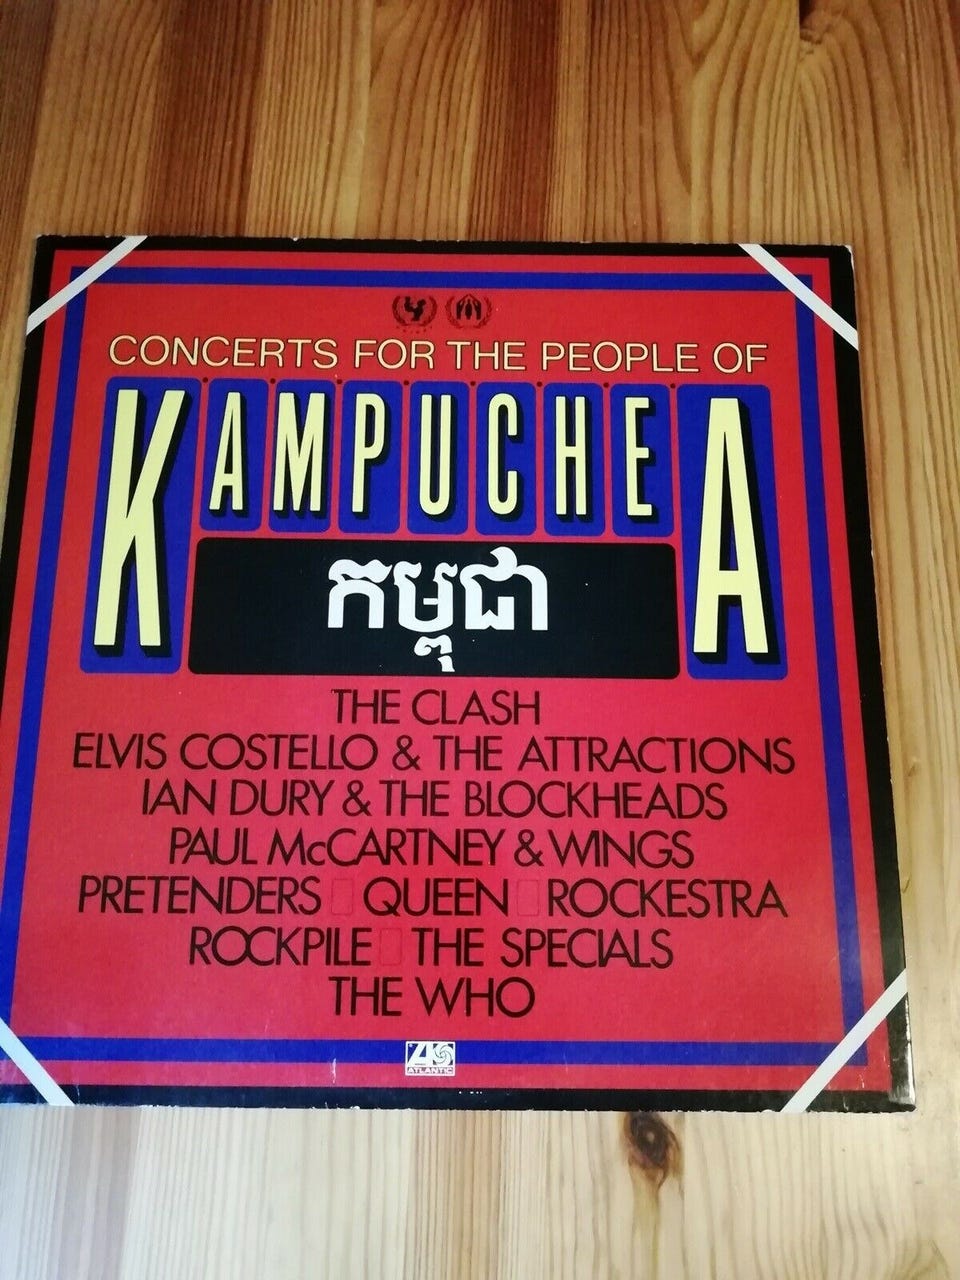 CONCERTS FOR THE PEOPLE OF
KAMPUCHEA
កម្ពុជា
THE CLASH
ELVIS COSTELLO & THE ATTRACTIONS
IAN DURY & THE BLOCKHEADS
PAUL McCARTNEY & WINGS
PRETENDERS QUEEN ROCKESTRA
ROCKPILE THE SPECIALS
THE WHO
ATLANTIC